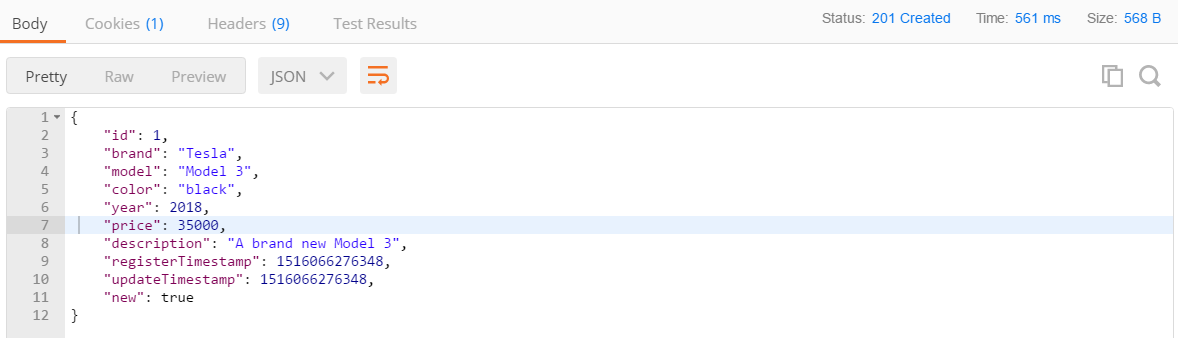 Body Cookies (1) Headers (9) Test Results Status: 201 Created Time: 561 ms Size: 568 B
Pretty Raw Preview JSON
1 {
2 "id": 1,
3 "brand": "Tesla",
4 "model": "Model 3",
5 "color": "black",
6 "year": 2018,
7 "price": 35000,
8 "description": "A brand new Model 3",
9 "registerTimestamp": 1516066276348,
10 "updateTimestamp": 1516066276348,
11 "new": true
12 }